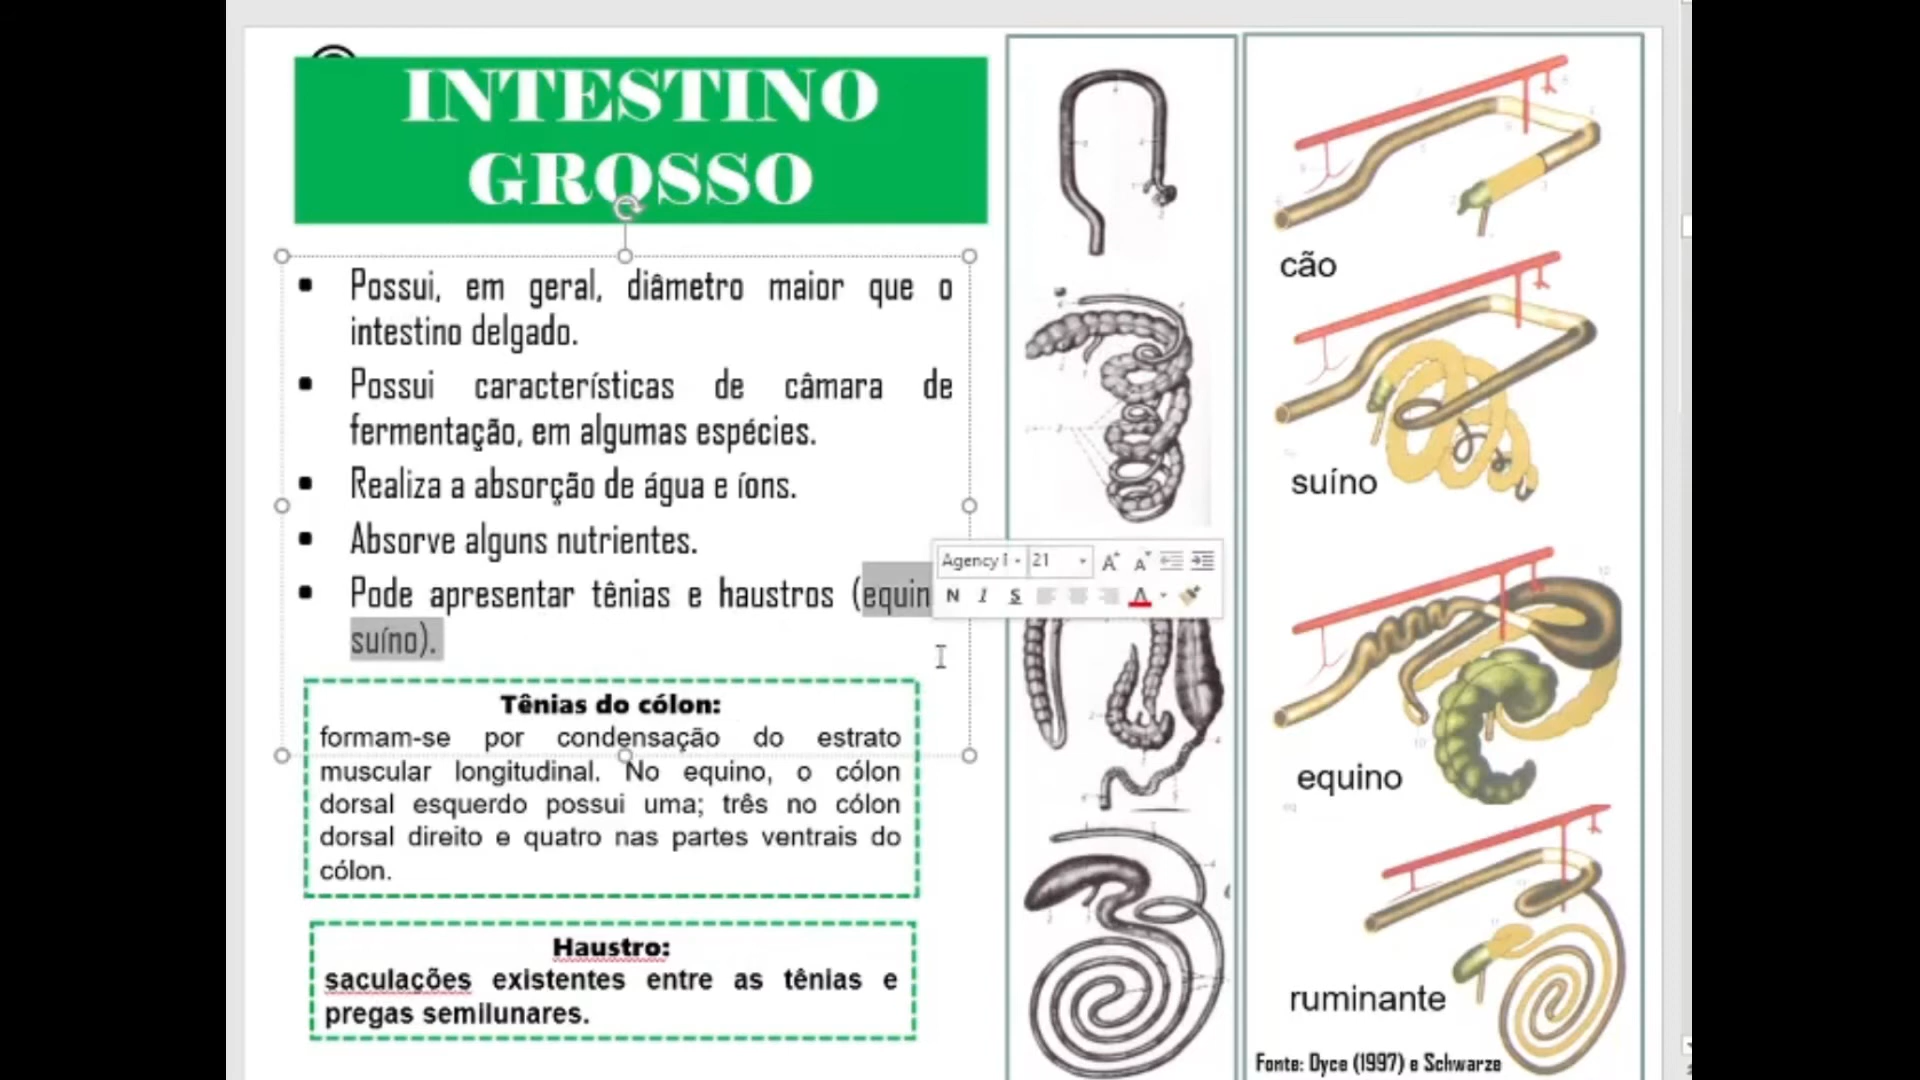 INTESTINO
GROSSO
▪ Possui, em geral, diâmetro maior que o
intestino delgado.
▪ Possui características de câmara de
fermentação, em algumas espécies.
▪ Realiza a absorção de água e íons.
▪ Absorve alguns nutrientes.
▪ Pode apresentar tênias e haustros (equin
suíno).
Agency F 21
N I S A
Tênias do cólon:
formam-se por condensação do estrato
muscular longitudinal. No equino, o cólon
dorsal esquerdo possui uma; três no cólon
dorsal direito e quatro nas partes ventrais do
cólon.
Haustro:
saculações existentes entre as tênias e
pregas semilunares.
cão
suíno
equino
ruminante
Fonte: Dyce (1997) e Schwarze